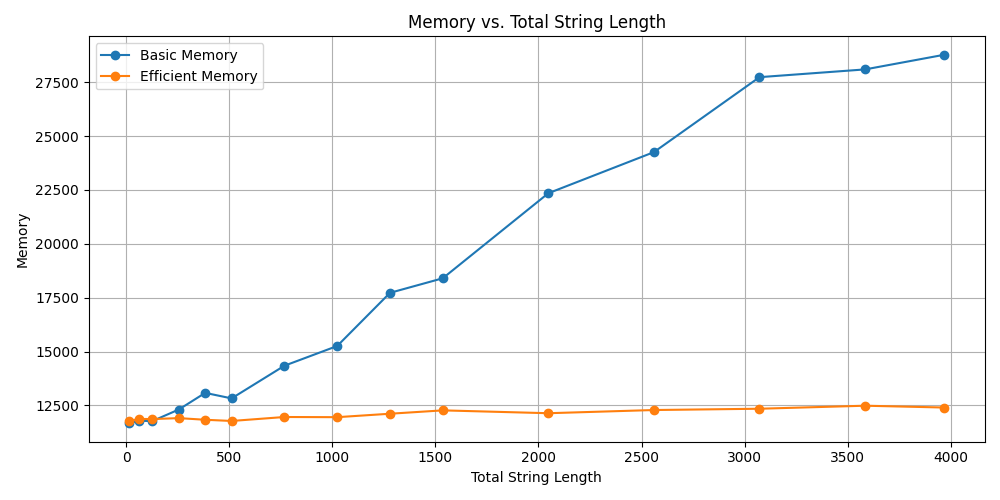 Memory vs. Total String Length
Basic Memory
Efficient Memory
27500
25000
22500
20000
17500
15000
12500
Memory
0 500 1000 1500 2000 2500 3000 3500 4000
Total String Length